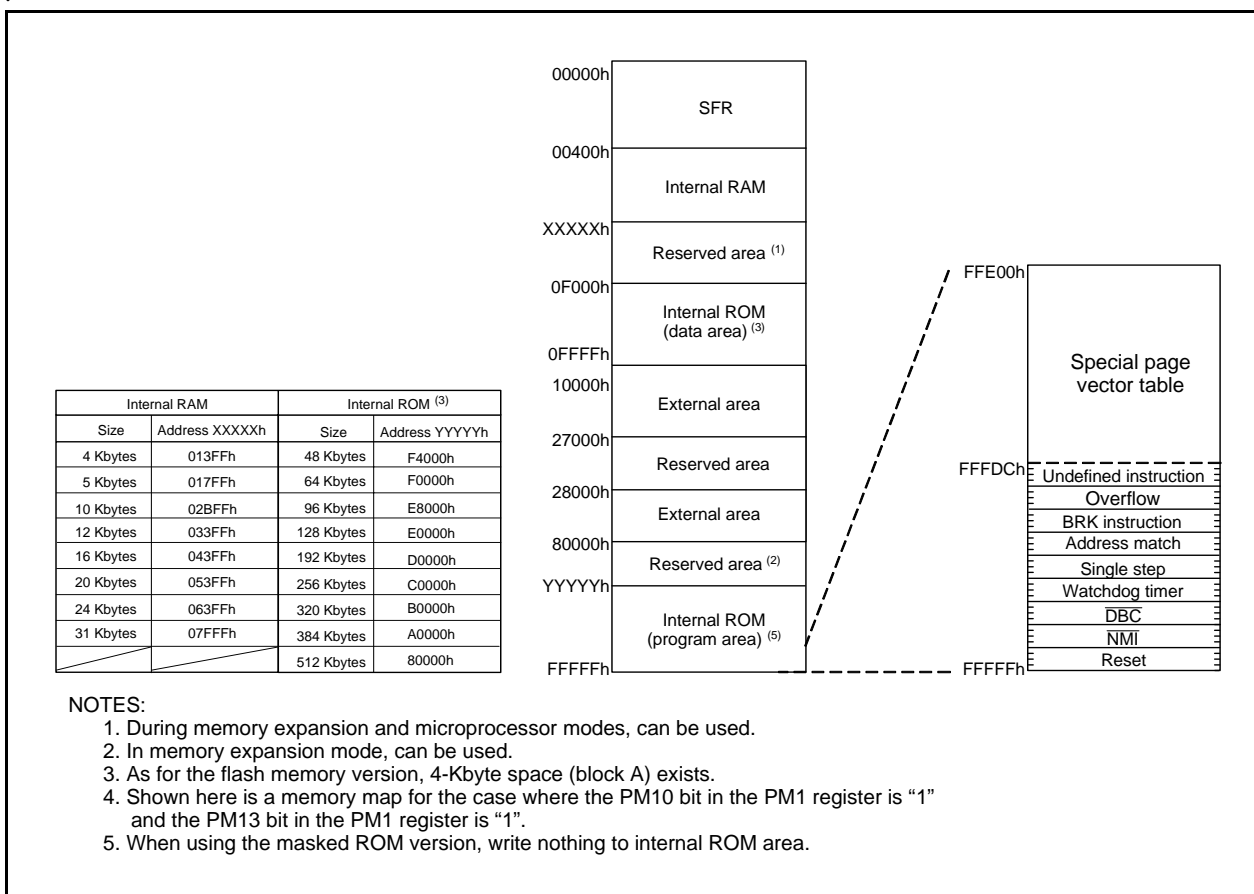 00000h
SFR
00400h
Internal RAM
XXXXXh
Reserved area (1)
0F000h
Internal ROM
(data area) (3)
0FFFFh
10000h
External area
27000h
Reserved area
28000h
External area
80000h
Reserved area (2)
YYYYYh
Internal ROM
(program area) (5)
FFFFFh
FFE00h
Special page
vector table
FFFDCh
Undefined instruction
Overflow
BRK instruction
Address match
Single step
Watchdog timer
DBC
NMI
Reset
FFFFFh
Internal RAM Internal ROM (3)
Size Address XXXXXh Size Address YYYYYh
4 Kbytes 013FFh 48 Kbytes F4000h
5 Kbytes 017FFh 64 Kbytes F0000h
10 Kbytes 02BFFh 96 Kbytes E8000h
12 Kbytes 033FFh 128 Kbytes E0000h
16 Kbytes 043FFh 192 Kbytes D0000h
20 Kbytes 053FFh 256 Kbytes C0000h
24 Kbytes 063FFh 320 Kbytes B0000h
31 Kbytes 07FFFh 384 Kbytes A0000h
512 Kbytes 80000h
NOTES:
1. During memory expansion and microprocessor modes, can be used.
2. In memory expansion mode, can be used.
3. As for the flash memory version, 4-Kbyte space (block A) exists.
4. Shown here is a memory map for the case where the PM10 bit in the PM1 register is “1”
and the PM13 bit in the PM1 register is “1”.
5. When using the masked ROM version, write nothing to internal ROM area.